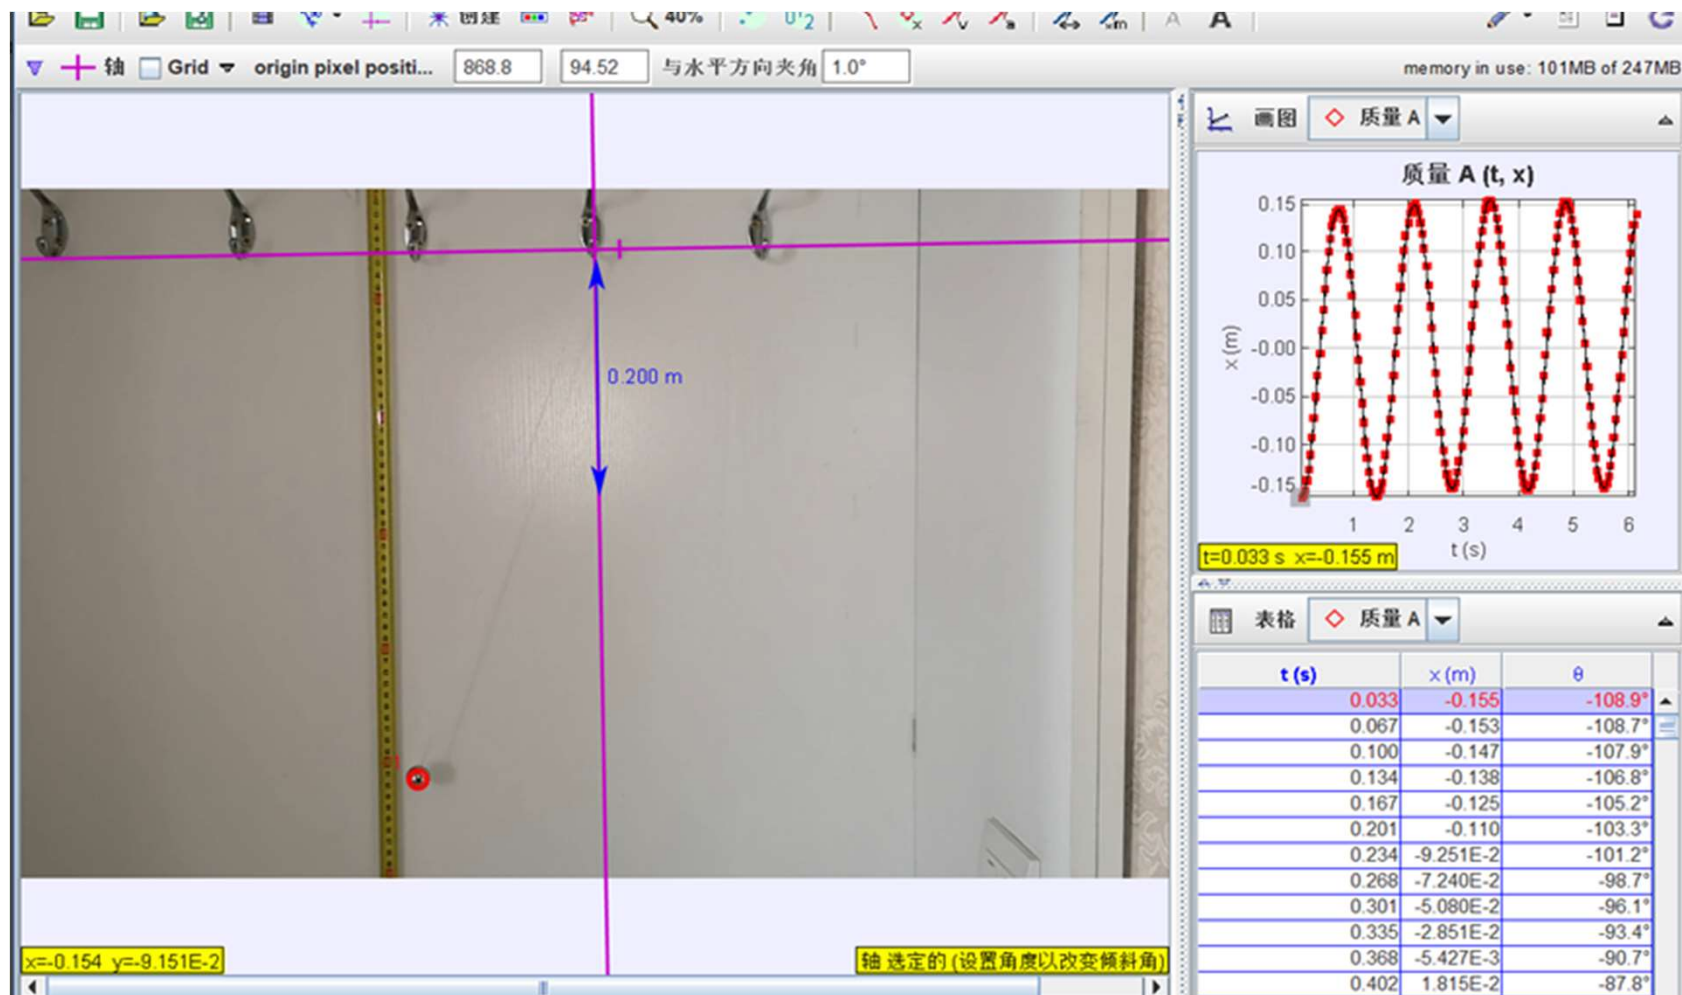 创建 40%
轴 Grid origin pixel positi... 868.8 94.52 与水平方向夹角 1.0° memory in use: 101MB of 247MB
画图 质量 A
质量 A (t, x)
0.15
0.10
0.05
-0.00
-0.05
-0.10
-0.15
x (m)
1 2 3 4 5 6
t (s)
t=0.033 s x=-0.155 m
0.200 m
表格 质量 A
t (s) x (m) θ
0.033 -0.155 -108.9°
0.067 -0.153 -108.7°
0.100 -0.147 -107.9°
0.134 -0.138 -106.8°
0.167 -0.125 -105.2°
0.201 -0.110 -103.3°
0.234 -9.251E-2 -101.2°
0.268 -7.240E-2 -98.7°
0.301 -5.080E-2 -96.1°
0.335 -2.851E-2 -93.4°
0.368 -5.427E-3 -90.7°
0.402 1.815E-2 -87.8°
x=-0.154 y=-9.151E-2
轴 选定的 (设置角度以改变倾斜角)